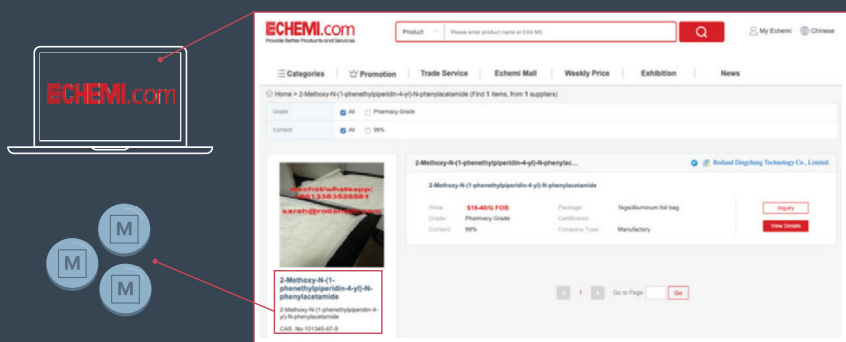 ECHEMI.com
ECHEMI.com
Provide Better Products and Services
Product
Please enter product name or CAS NO.
My Echemi
Chinese
Categories
Promotion
Trade Service
Echemi Mall
Weekly Price
Exhibition
News
Home > 2-Methoxy-N-(1-phenethylpiperidin-4-yl)-N-phenylacetamide (Find 1 items, from 1 suppliers)
Grade All Pharmacy Grade
Content All 99%
wechat/whatsapp:
2-Methoxy-N-(1-
phenethylpiperidin-4-yl)-N-
phenylacetamide
2-Methoxy-N-(1-phenethylpiperidin-4-
yl)-N-phenylacetamide
CAS. No:101345-67-9
2-Methoxy-N-(1-phenethylpiperidin-4-yl)-N-phenylac...
Co., Limited.
2-Methoxy-N-(1-phenethylpiperidin-4-yl)-N-phenylacetamide
Price: $18-40/G FOB
Package: 1kgs/Aluminum foil bag
Grade: Pharmacy Grade
Certificates:
Content: 99%
Company Type: Manufactory
Inquiry
View Details
1
Go to Page
Go
M
M
M